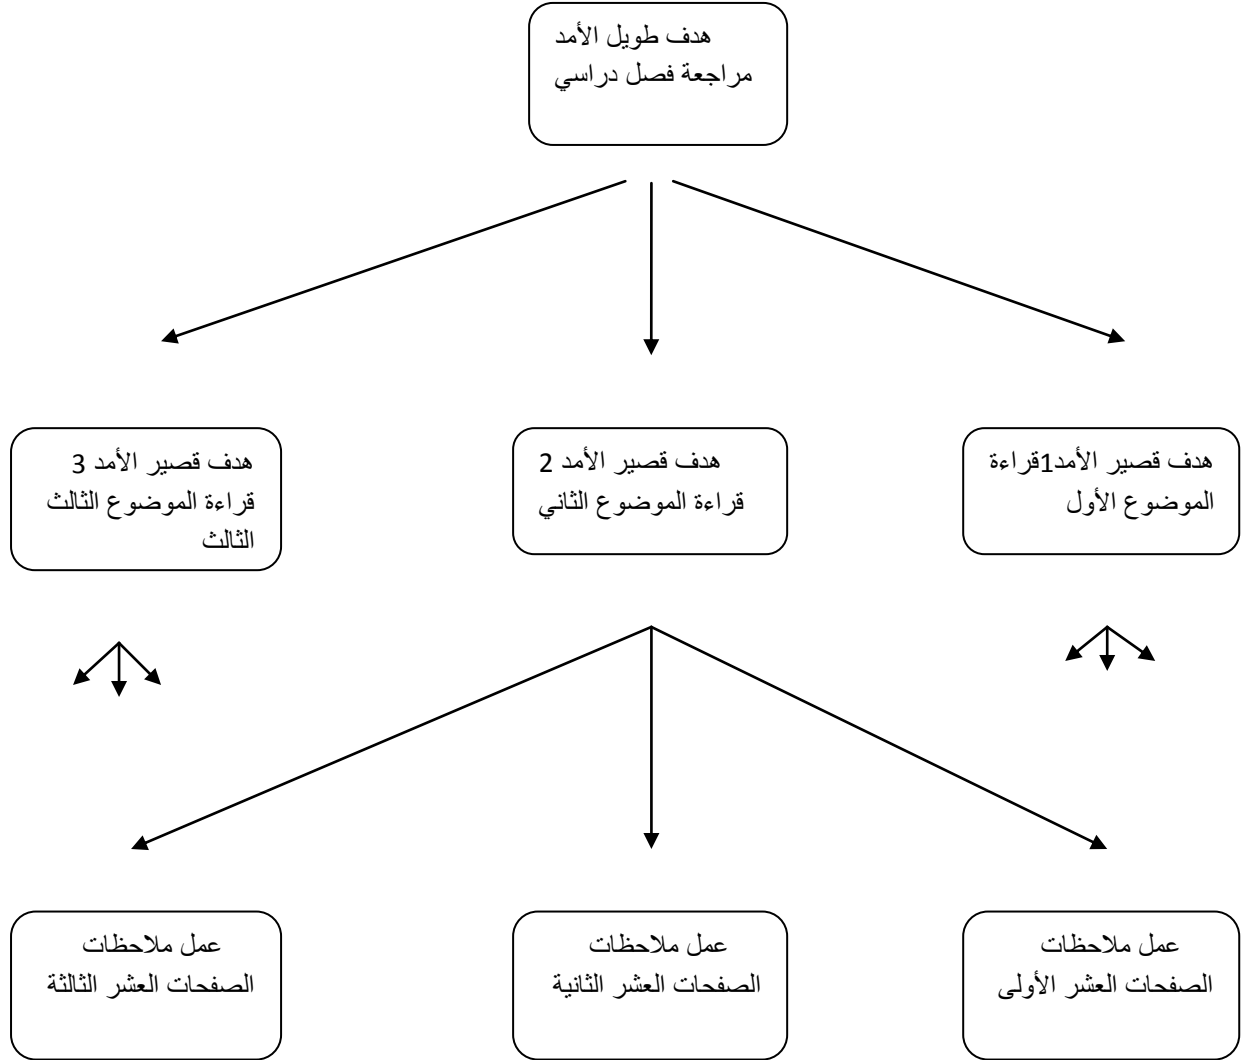 هدف طويل الأمد
مراجعة فصل دراسي
هدف قصير الأمد1قراءة
الموضوع الأول
هدف قصير الأمد 2
قراءة الموضوع الثاني
هدف قصير الأمد 3
قراءة الموضوع الثالث
الثالث
عمل ملاحظات
الصفحات العشر الأولى
عمل ملاحظات
الصفحات العشر الثانية
عمل ملاحظات
الصفحات العشر الثالثة